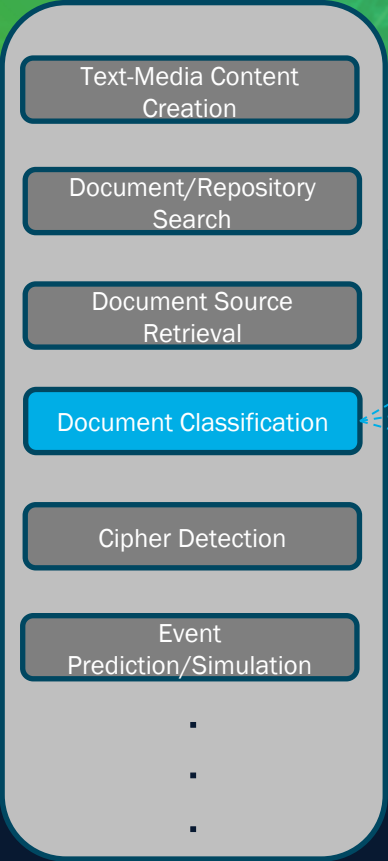 Text-Media Content
Creation
Document/Repository
Search
Document Source
Retrieval
Document Classification
Cipher Detection
Event
Prediction/Simulation
.
.
.